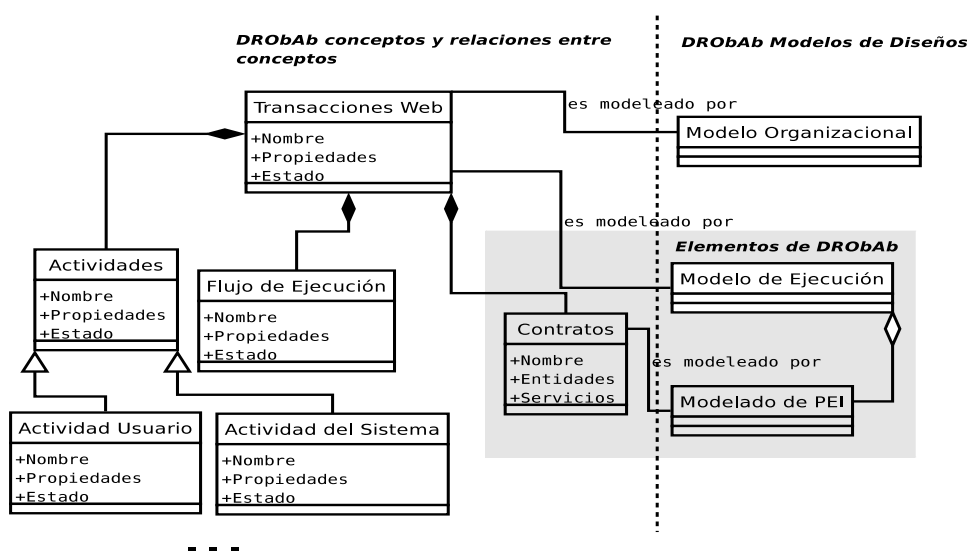 DRObAb conceptos y relaciones entre
conceptos
DRObAb Modelos de Diseños
Transacciones Web
+Nombre
+Propiedades
+Estado
es modeleado por
Modelo Organizacional
es modeleado por
Elementos de DRObAb
Actividades
+Nombre
+Propiedades
+Estado
Flujo de Ejecución
+Nombre
+Propiedades
+Estado
Modelo de Ejecución
Contratos
+Nombre
+Entidades
+Servicios
es modeleado por
Modelado de PEI
Actividad Usuario
+Nombre
+Propiedades
+Estado
Actividad del Sistema
+Nombre
+Propiedades
+Estado
...